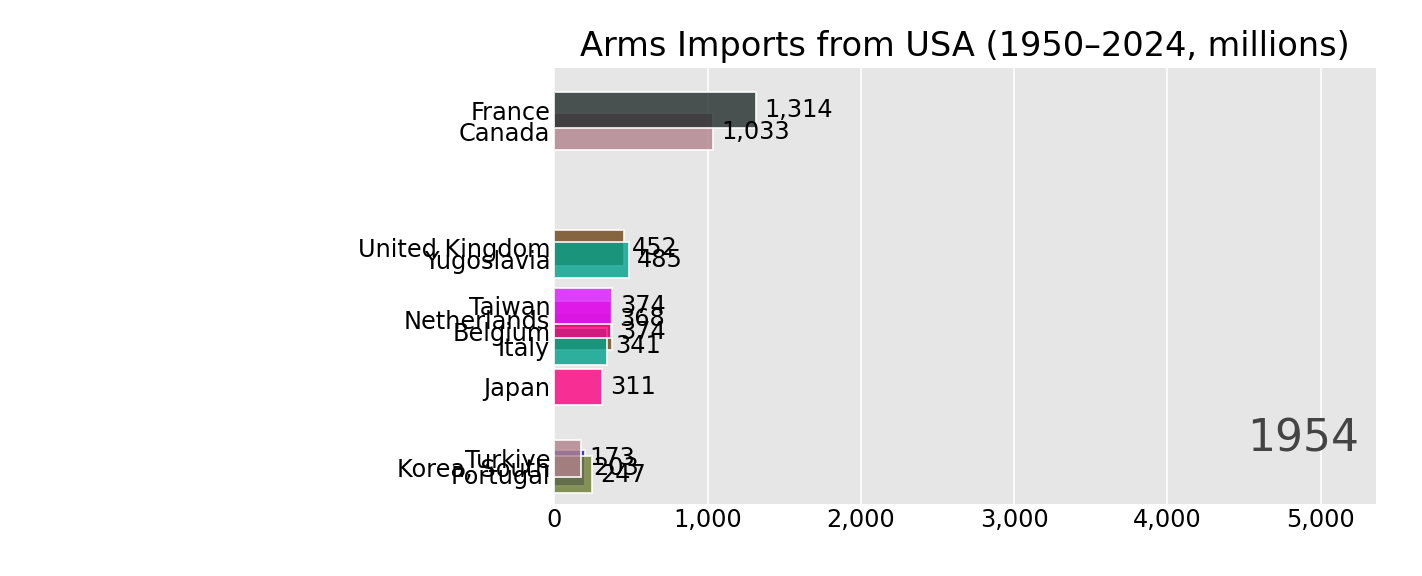 Arms Imports from USA (1950–2024, millions)
France 1,314
Canada 1,033
United Kingdom 452
Yugoslavia 485
Taiwan 374
Netherlands 368
Belgium 374
Italy 341
Japan 311
1954
Turkiye 173
Korea, South 203
Portugal 247
0 1,000 2,000 3,000 4,000 5,000